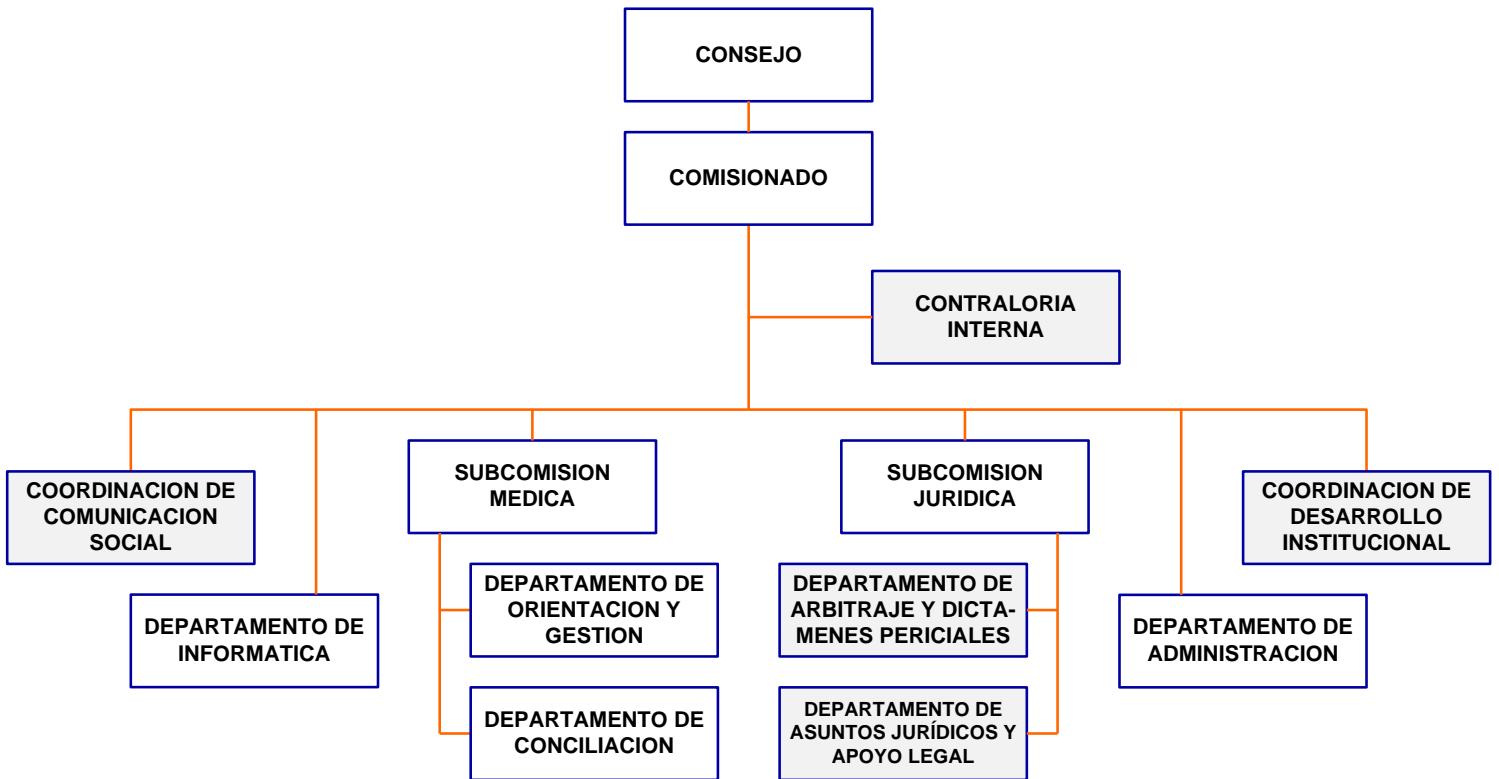 CONSEJO
COMISIONADO
CONTRALORIA
INTERNA
COORDINACION DE
COMUNICACION
SOCIAL
DEPARTAMENTO DE
INFORMATICA
SUBCOMISION
MEDICA
DEPARTAMENTO DE
ORIENTACION Y
GESTION
DEPARTAMENTO DE
CONCILIACION
SUBCOMISION
JURIDICA
DEPARTAMENTO DE
ARBITRAJE Y DICTA-
MENES PERICIALES
DEPARTAMENTO DE
ASUNTOS JURÍDICOS Y
APOYO LEGAL
DEPARTAMENTO DE
ADMINISTRACION
COORDINACION DE
DESARROLLO
INSTITUCIONAL